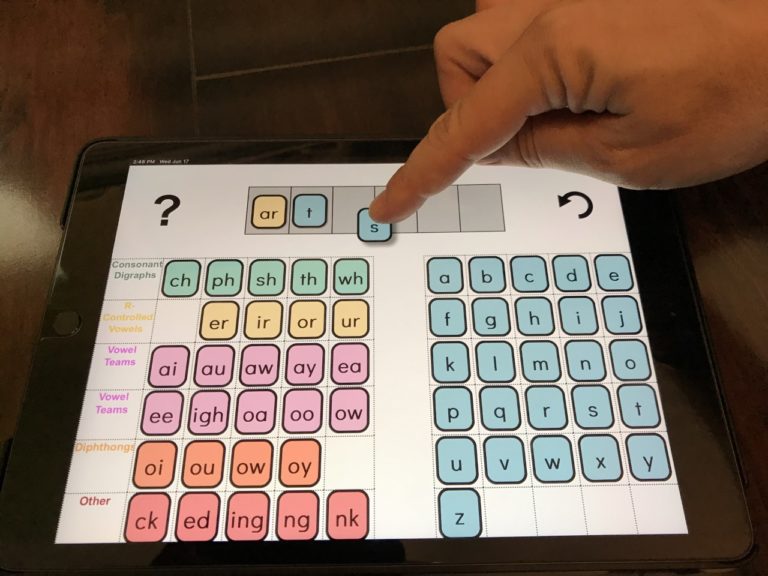 2:48 PM Wed Jun 17
?
ar t
s
Consonant
Digraphs
ch ph sh th wh
R-
Controlled
Vowels
er ir or ur
Vowel
Teams
ai au aw ay ea
Vowel
Teams
ee igh oa oo ow
Diphthongs
oi ou ow oy
Other
ck ed ing ng nk
a b c d e
f g h i j
k l m n o
p q r s t
u v w x y
z